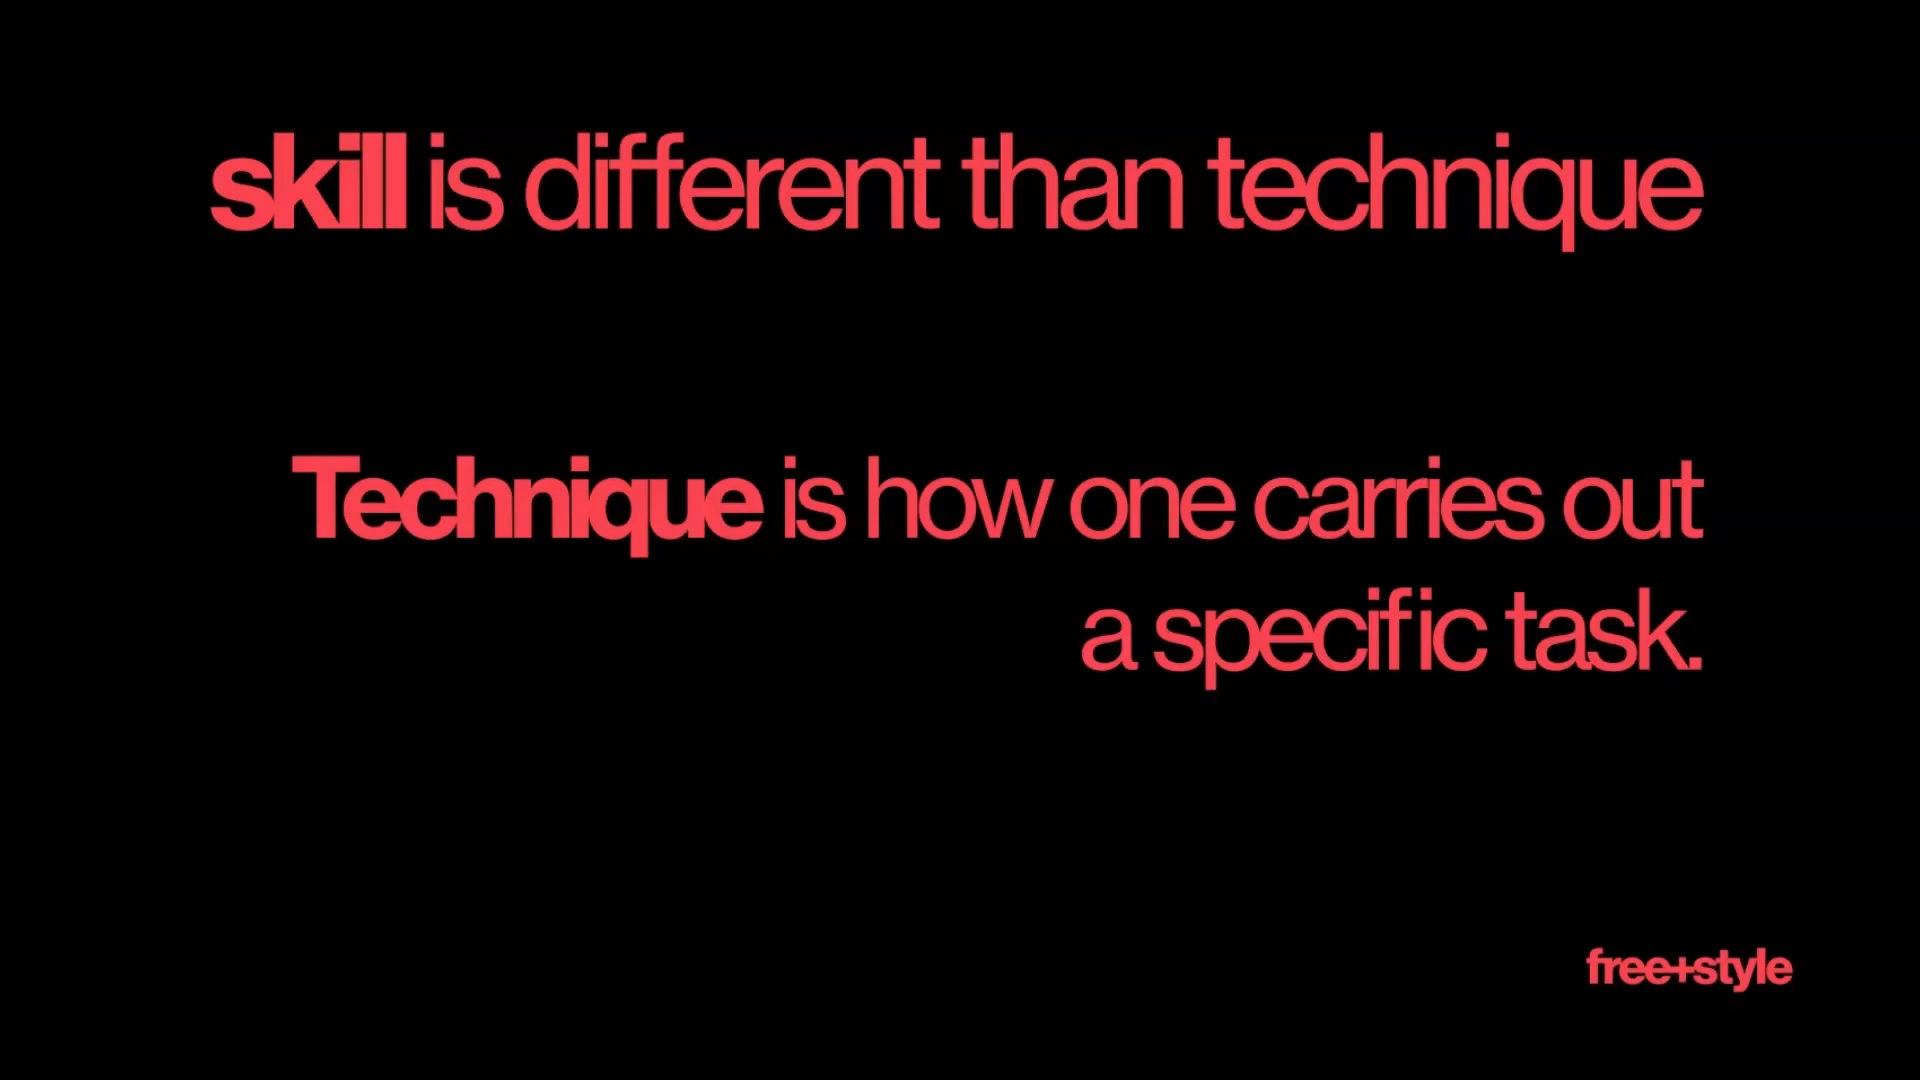 skill is different than technique
Technique is how one carries out
a specific task.
free+style